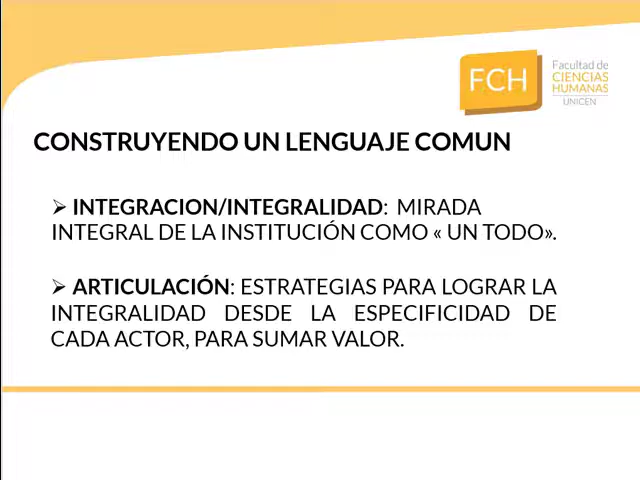 FCH
Facultad de
CIENCIAS
HUMANAS
UNICEN
CONSTRUYENDO UN LENGUAJE COMUN
➢ INTEGRACION/INTEGRALIDAD: MIRADA
INTEGRAL DE LA INSTITUCIÓN COMO « UN TODO».
➢ ARTICULACIÓN: ESTRATEGIAS PARA LOGRAR LA
INTEGRALIDAD DESDE LA ESPECIFICIDAD DE
CADA ACTOR, PARA SUMAR VALOR.